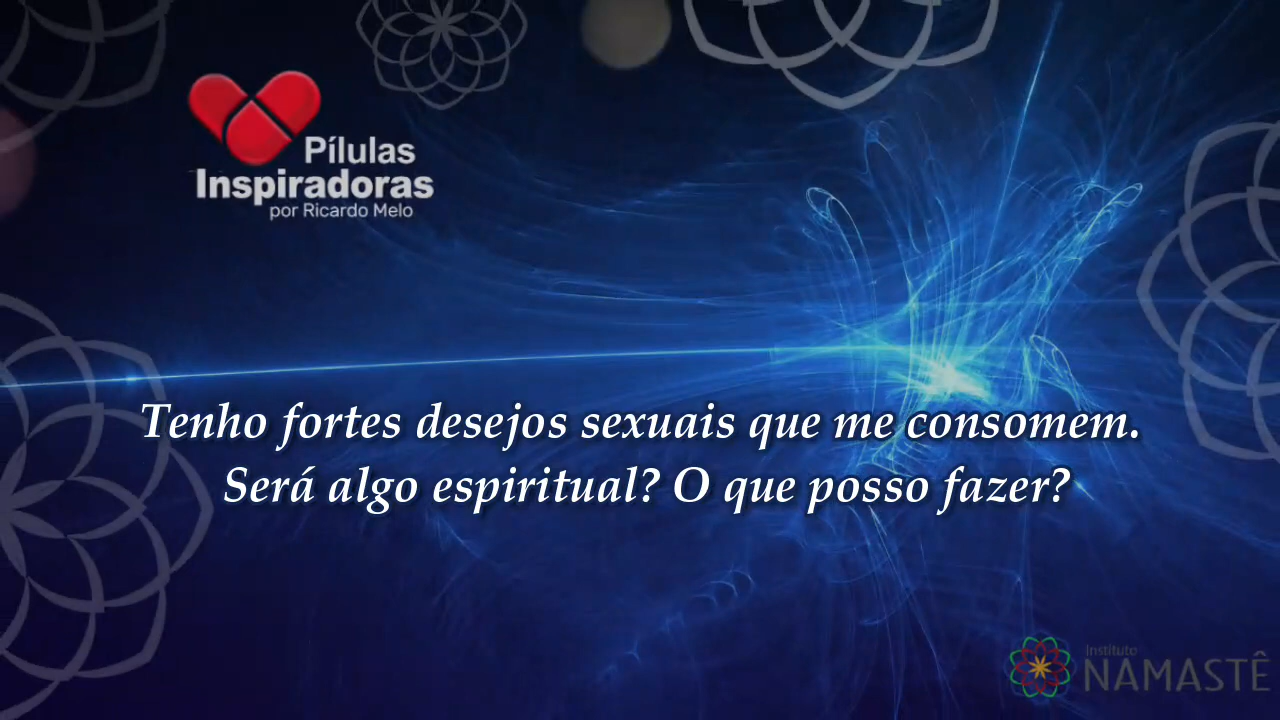 Pílulas
Inspiradoras
por Ricardo Melo
Tenho fortes desejos sexuais que me consomem.
Será algo espiritual? O que posso fazer?
Instituto
NAMASTÊ